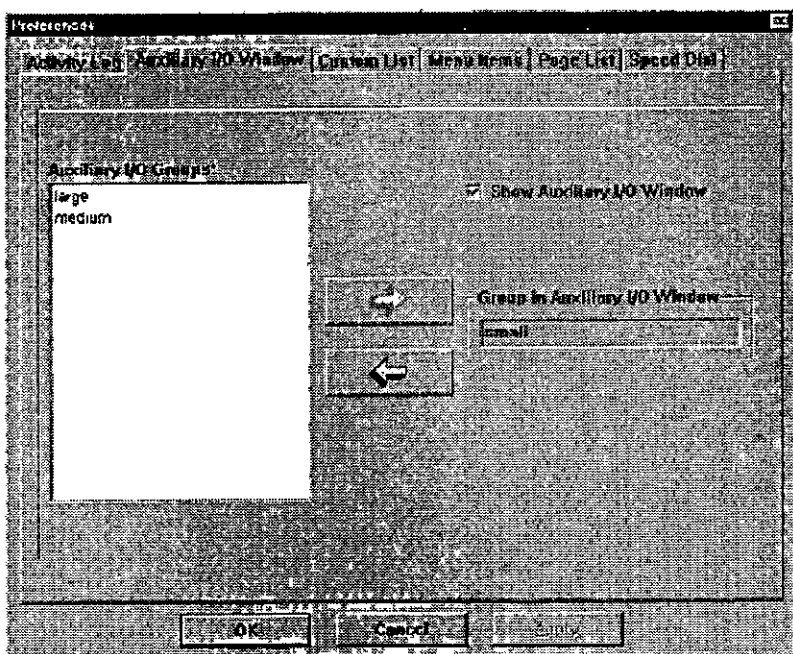 Preferences
Activity Log Auxiliary I/O Window Custom List Menu Items Page List Speed Dial
Auxiliary I/O Groups*
large
medium
Show Auxiliary I/O Window
Group in Auxiliary I/O Window
small
OK Cancel Apply